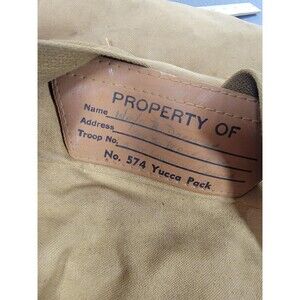 PROPERTY OF
Name
Address
Troop No.
No. 574 Yucca Pack